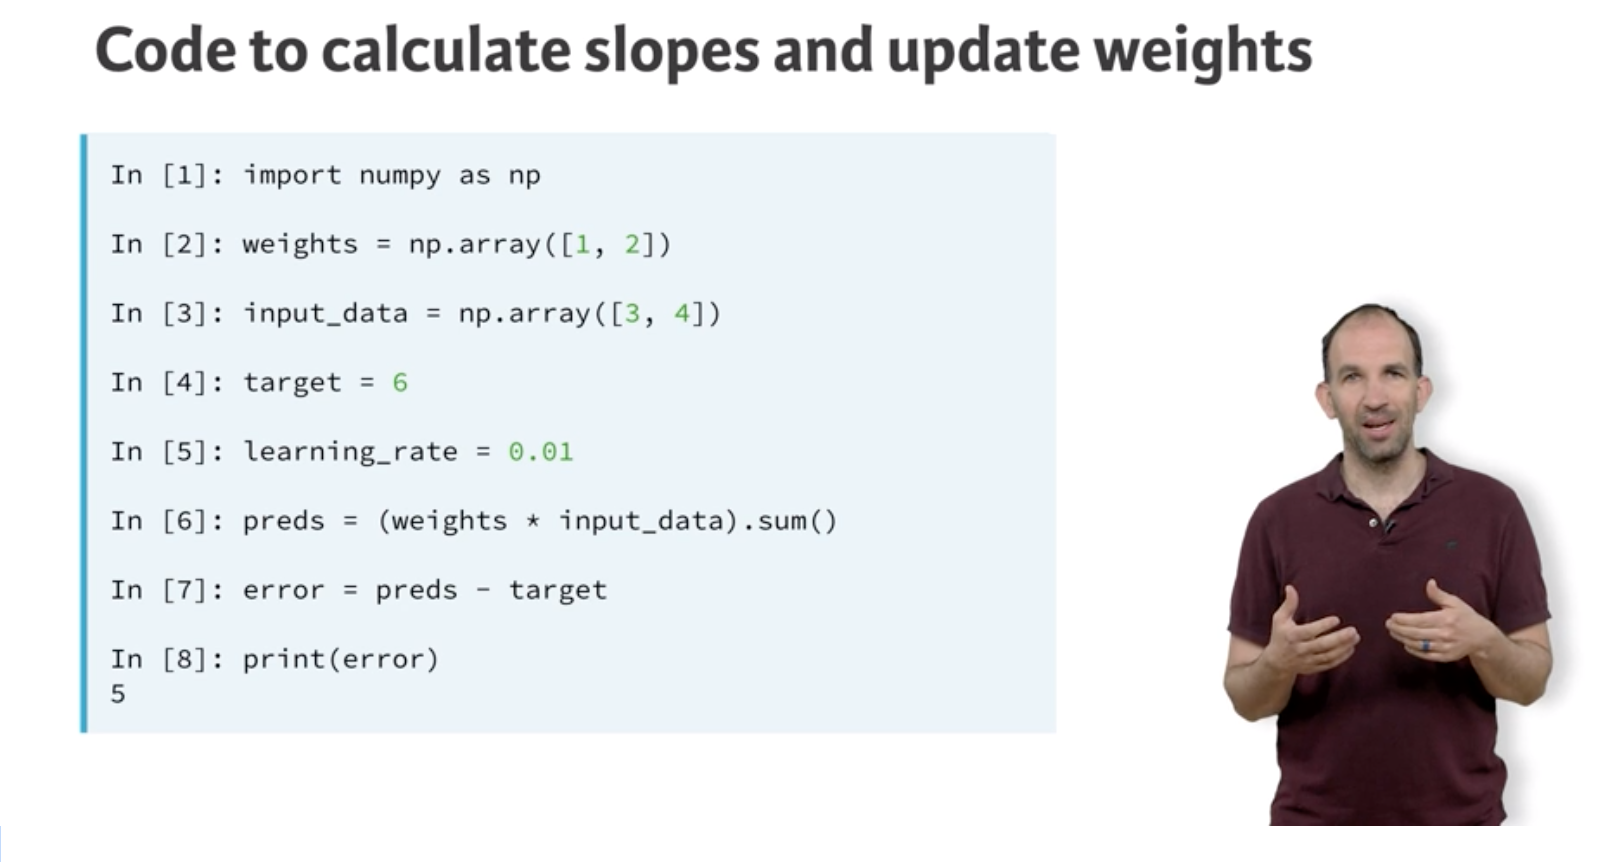 Code to calculate slopes and update weights
In [1]: import numpy as np
In [2]: weights = np.array([1, 2])
In [3]: input_data = np.array([3, 4])
In [4]: target = 6
In [5]: learning_rate = 0.01
In [6]: preds = (weights * input_data).sum()
In [7]: error = preds - target
In [8]: print(error)
5